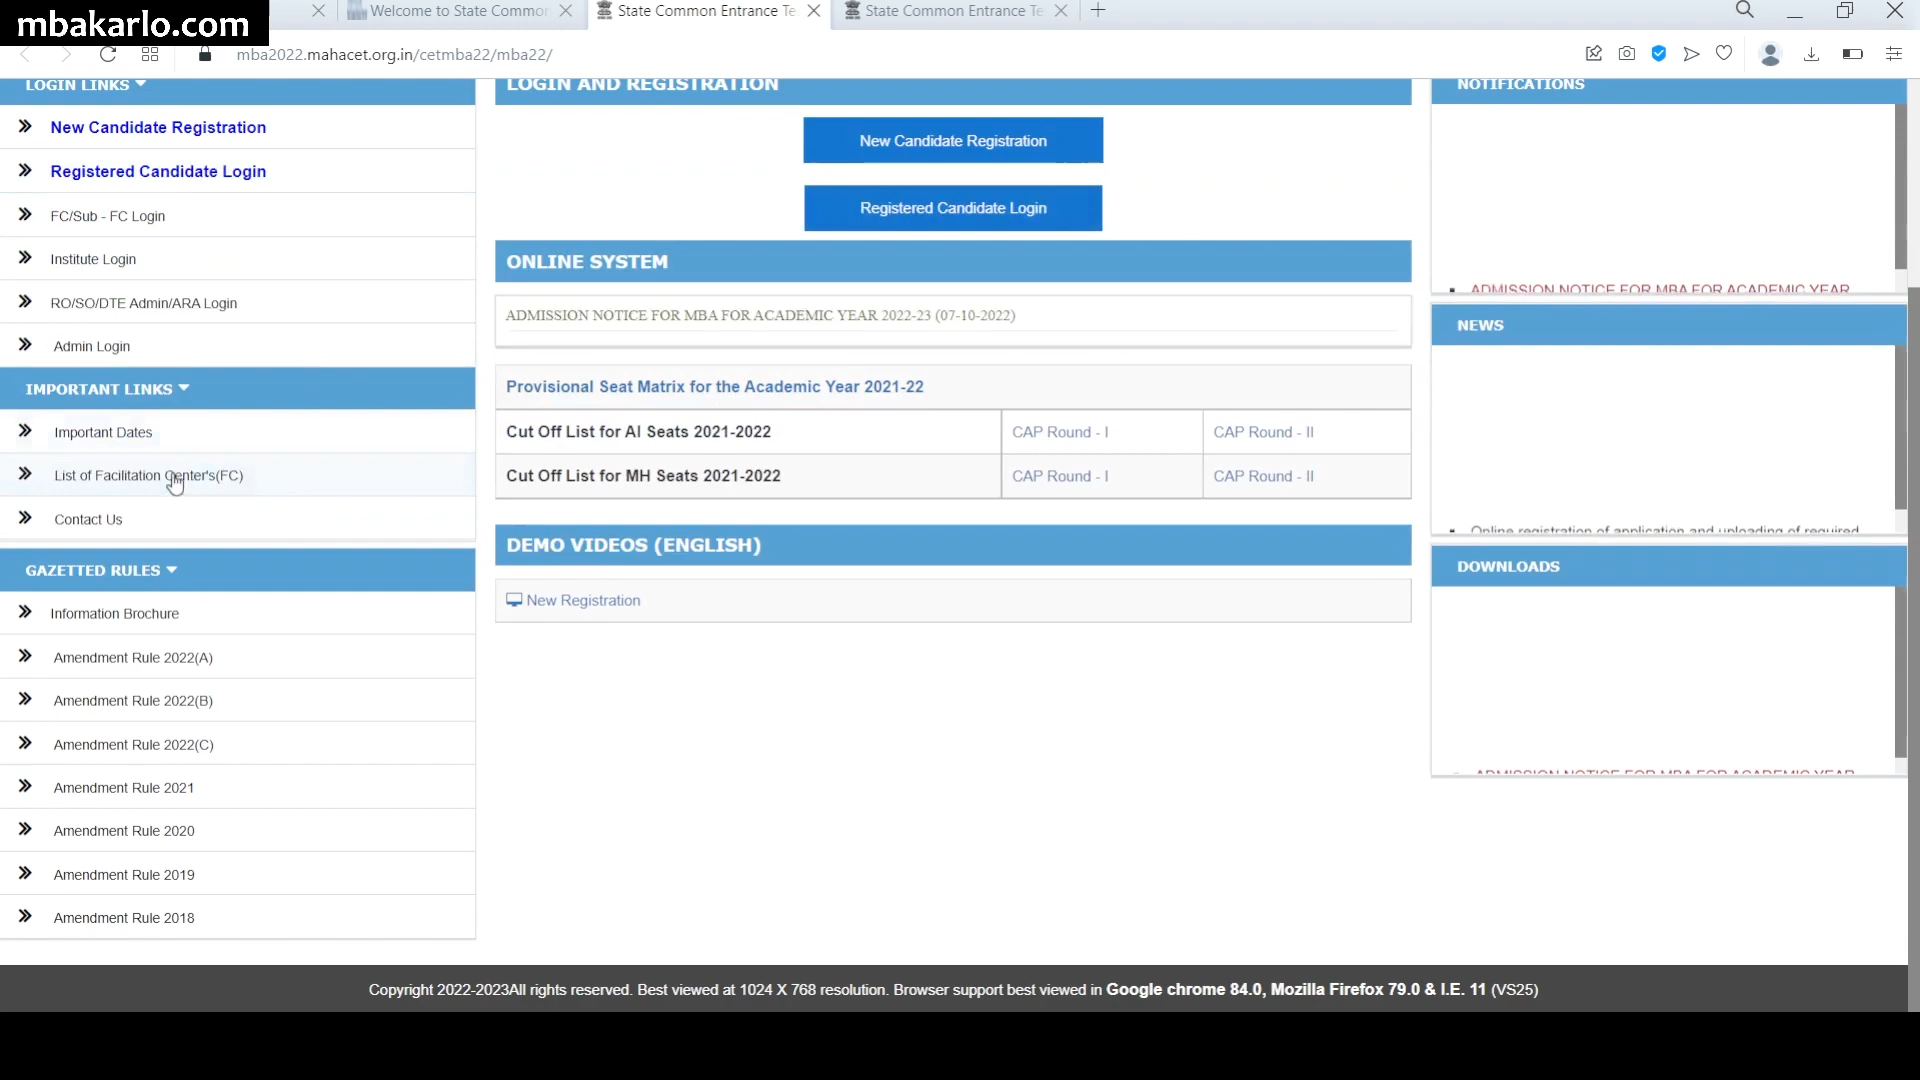 mbakarlo.com
Welcome to State Common
State Common Entrance Te
State Common Entrance Te
mba2022.mahacet.org.in/cetmba22/mba22/
LOGIN LINKS
New Candidate Registration
Registered Candidate Login
FC/Sub - FC Login
Institute Login
RO/SO/DTE Admin/ARA Login
Admin Login
IMPORTANT LINKS
Important Dates
List of Facilitation Center's(FC)
Contact Us
GAZETTED RULES
Information Brochure
Amendment Rule 2022(A)
Amendment Rule 2022(B)
Amendment Rule 2022(C)
Amendment Rule 2021
Amendment Rule 2020
Amendment Rule 2019
Amendment Rule 2018
LOGIN AND REGISTRATION
New Candidate Registration
Registered Candidate Login
ONLINE SYSTEM
ADMISSION NOTICE FOR MBA FOR ACADEMIC YEAR 2022-23 (07-10-2022)
Provisional Seat Matrix for the Academic Year 2021-22
Cut Off List for AI Seats 2021-2022 CAP Round - I CAP Round - II
Cut Off List for MH Seats 2021-2022 CAP Round - I CAP Round - II
DEMO VIDEOS (ENGLISH)
New Registration
NOTIFICATIONS
ADMISSION NOTICE FOR MBA FOR ACADEMIC YEAR
NEWS
Online registration of application and uploading of required
DOWNLOADS
ADMISSION NOTICE FOR MBA FOR ACADEMIC YEAR
Copyright 2022-2023All rights reserved. Best viewed at 1024 X 768 resolution. Browser support best viewed in Google chrome 84.0, Mozilla Firefox 79.0 & I.E. 11 (VS25)